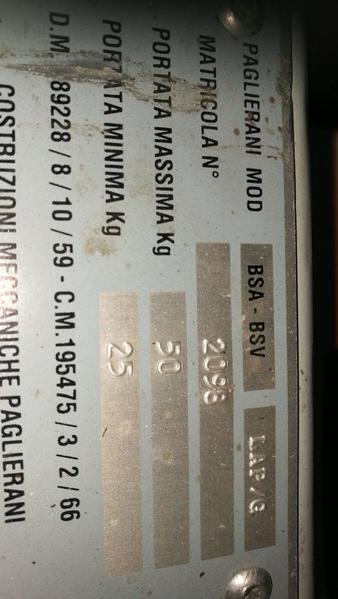 PAGLIERANI MOD BSA - BSV LAP/G
MATRICOLA N° 2096
PORTATA MASSIMA Kg 50
PORTATA MINIMA Kg 25
D.M. 89228 / 8 / 10 / 59 - C.M. 195475 / 3 / 2 / 66
COSTRUZIONI MECCANICHE PAGLIERANI